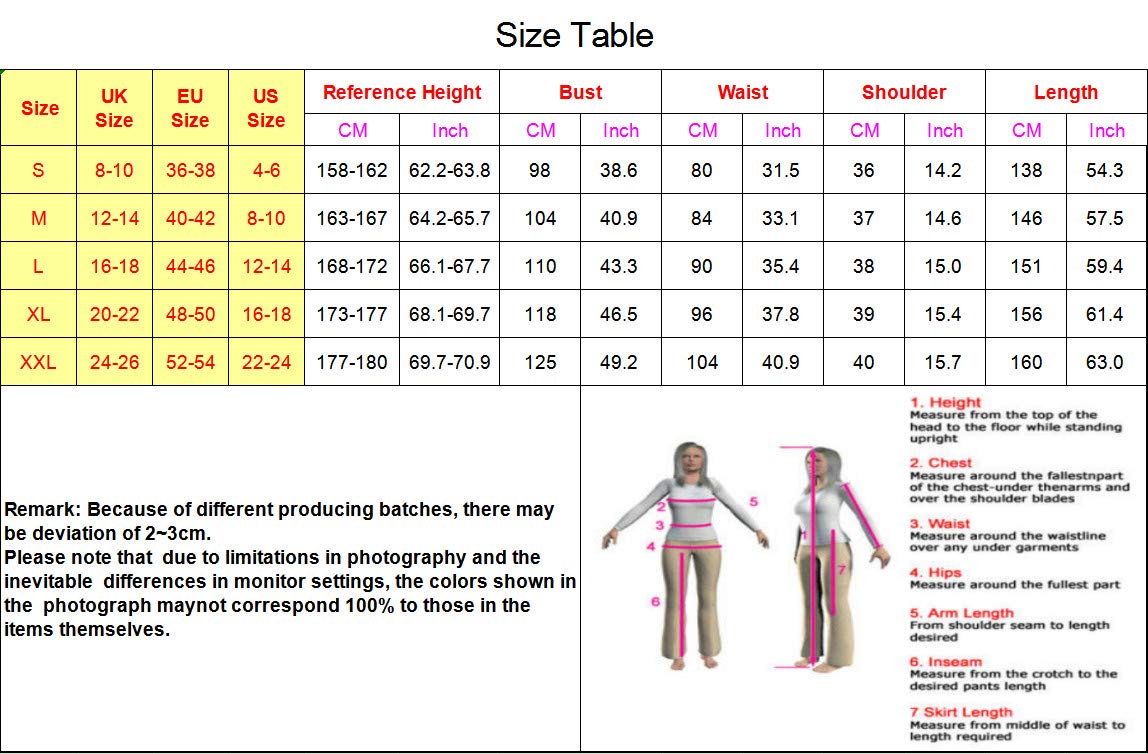 Size Table
Size UK Size EU Size US Size Reference Height Bust Waist Shoulder Length
CM Inch CM Inch CM Inch CM Inch CM Inch
S 8-10 36-38 4-6 158-162 62.2-63.8 98 38.6 80 31.5 36 14.2 138 54.3
M 12-14 40-42 8-10 163-167 64.2-65.7 104 40.9 84 33.1 37 14.6 146 57.5
L 16-18 44-46 12-14 168-172 66.1-67.7 110 43.3 90 35.4 38 15.0 151 59.4
XL 20-22 48-50 16-18 173-177 68.1-69.7 118 46.5 96 37.8 39 15.4 156 61.4
XXL 24-26 52-54 22-24 177-180 69.7-70.9 125 49.2 104 40.9 40 15.7 160 63.0
Remark: Because of different producing batches, there may
be deviation of 2~3cm.
Please note that due to limitations in photography and the
inevitable differences in monitor settings, the colors shown in
the photograph maynot correspond 100% to those in the
items themselves.
2
3
4
5
6
1
7
1. Height
Measure from the top of the
head to the floor while standing
upright
2. Chest
Measure around the fallestnpart
of the chest-under thenarms and
over the shoulder blades
3. Waist
Measure around the waistline
over any under garments
4. Hips
Measure around the fullest part
5. Arm Length
From shoulder seam to length
desired
6. Inseam
Measure from the crotch to the
desired pants length
7 Skirt Length
Measure from middle of waist to
length required